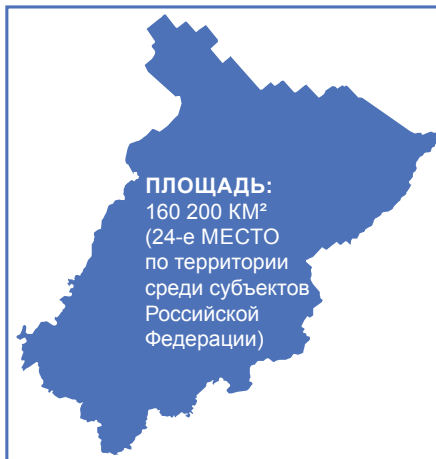 ПЛОЩАДЬ:
160 200 КМ²
(24-е МЕСТО
по территории
среди субъектов
Российской
Федерации)